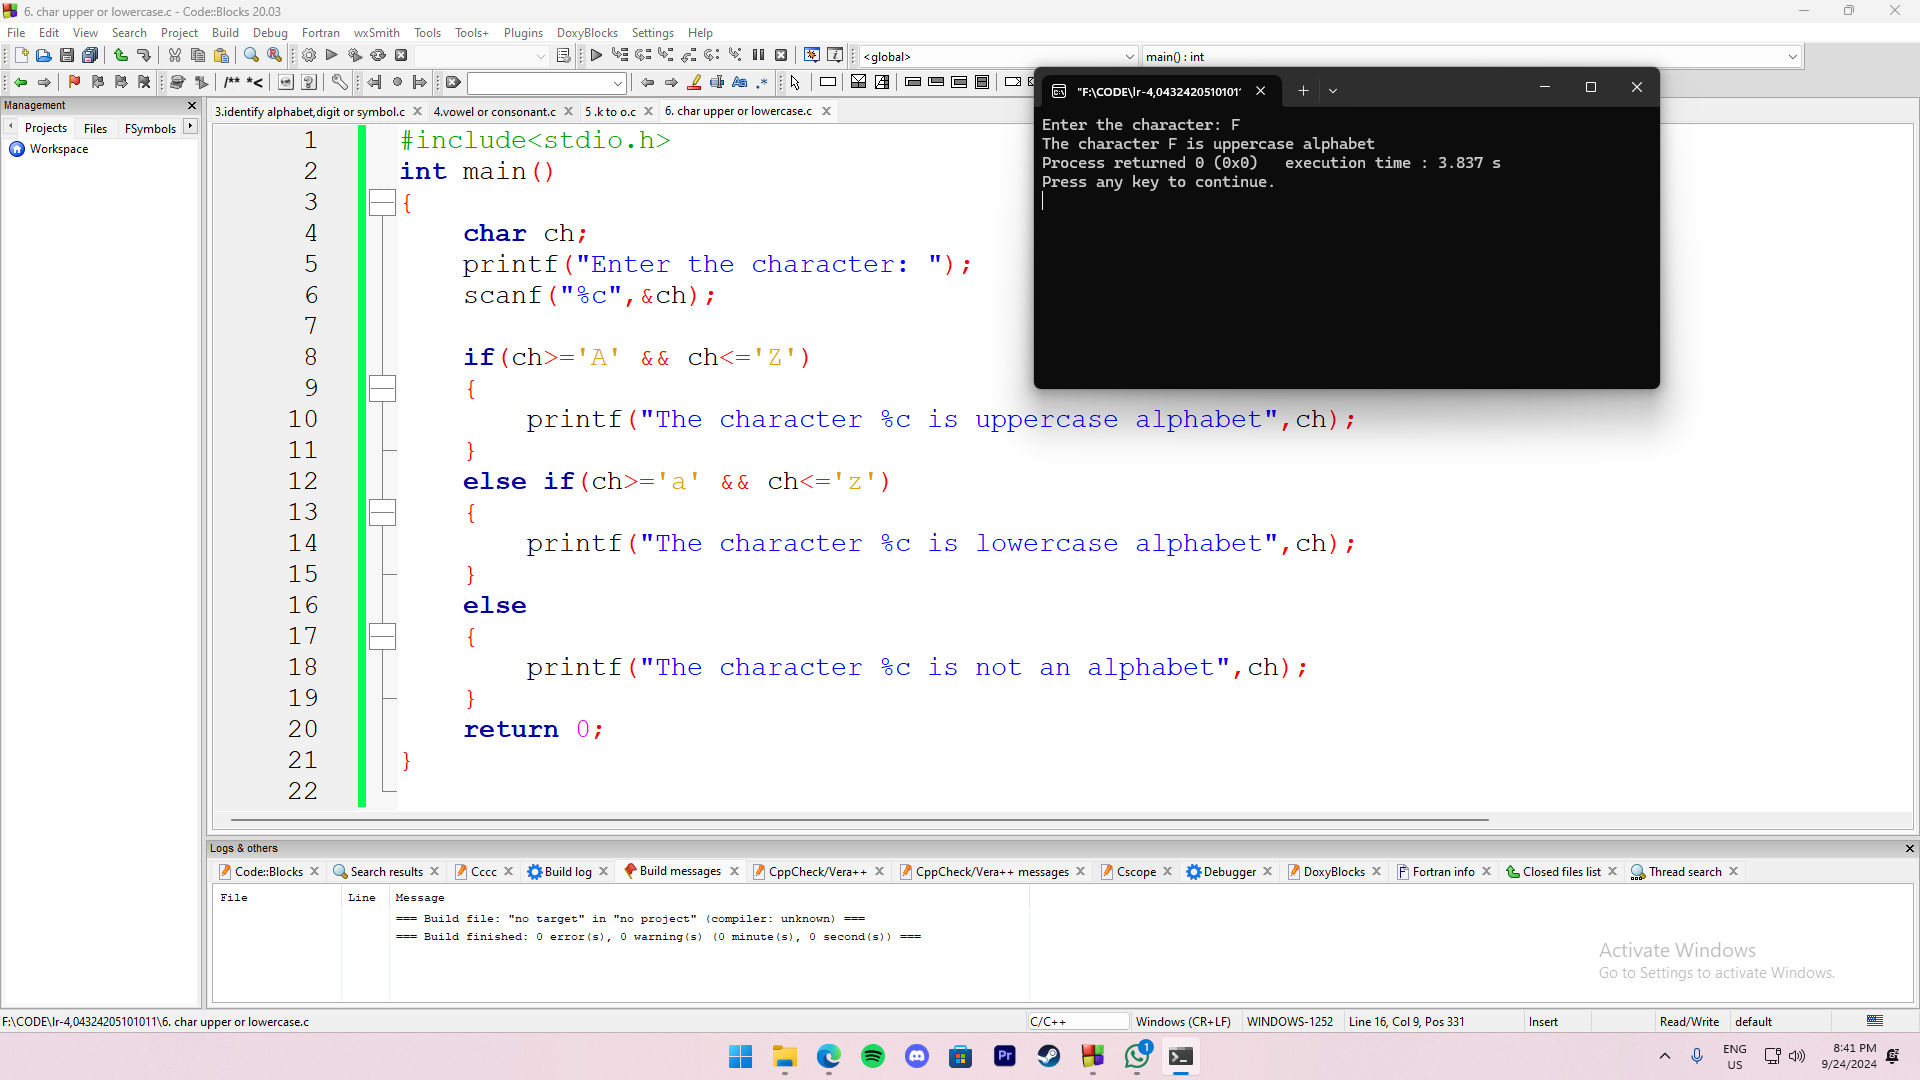 6. char upper or lowercase.c - Code::Blocks 20.03
File Edit View Search Project Build Debug Fortran wxSmith Tools Tools+ Plugins DoxyBlocks Settings Help
<global> main() : int
/** *<
Management
Projects Files FSymbols
Workspace
3.identify alphabet,digit or symbol.c 4.vowel or consonant.c 5 .k to o.c 6. char upper or lowercase.c
1 #include<stdio.h>
2 int main()
3 {
4 char ch;
5 printf("Enter the character: ");
6 scanf("%c",&ch);
7
8 if(ch>='A' && ch<='Z')
9 {
10 printf("The character %c is uppercase alphabet",ch);
11 }
12 else if(ch>='a' && ch<='z')
13 {
14 printf("The character %c is lowercase alphabet",ch);
15 }
16 else
17 {
18 printf("The character %c is not an alphabet",ch);
19 }
20 return 0;
21 }
22
"F:\CODE\lr-4,0432420510101'
Enter the character: F
The character F is uppercase alphabet
Process returned 0 (0x0)   execution time : 3.837 s
Press any key to continue.
Logs & others
Code::Blocks Search results Cccc Build log Build messages CppCheck/Vera++ CppCheck/Vera++ messages Cscope Debugger DoxyBlocks Fortran info Closed files list Thread search
File Line Message
=== Build file: "no target" in "no project" (compiler: unknown) ===
=== Build finished: 0 error(s), 0 warning(s) (0 minute(s), 0 second(s)) ===
Activate Windows
Go to Settings to activate Windows.
F:\CODE\lr-4,04324205101011\6. char upper or lowercase.c C/C++ Windows (CR+LF) WINDOWS-1252 Line 16, Col 9, Pos 331 Insert Read/Write default
Pr
1
ENG
US
8:41 PM
9/24/2024